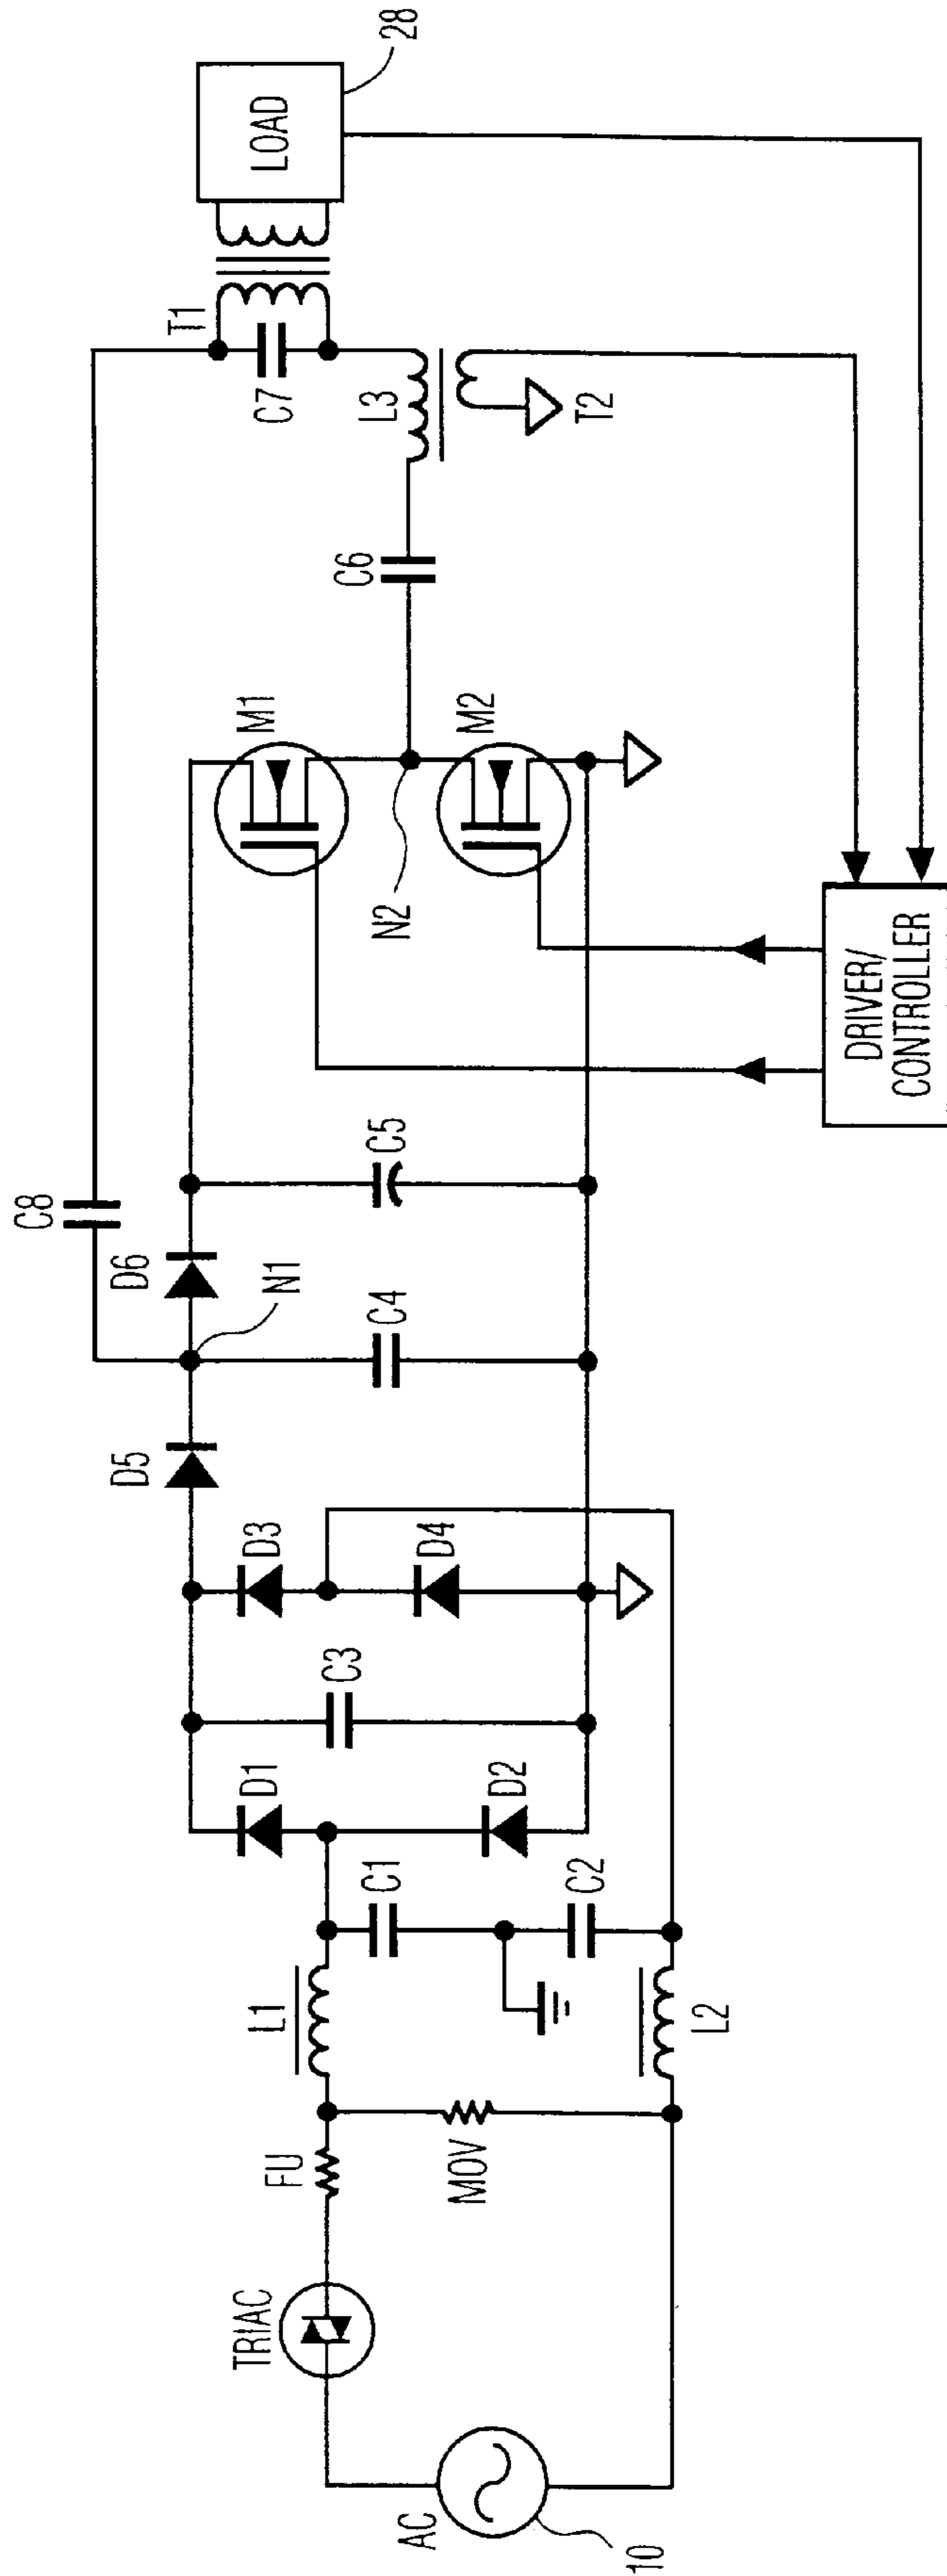 AC
10
TRIAC
FU
MOV
L1
L2
C1
C2
D1
D2
C3
D3
D4
D5
N1
C4
D6
C8
C5
N2
M1
M2
C6
L3
T2
C7
T1
LOAD
28
DRIVER/
CONTROLLER